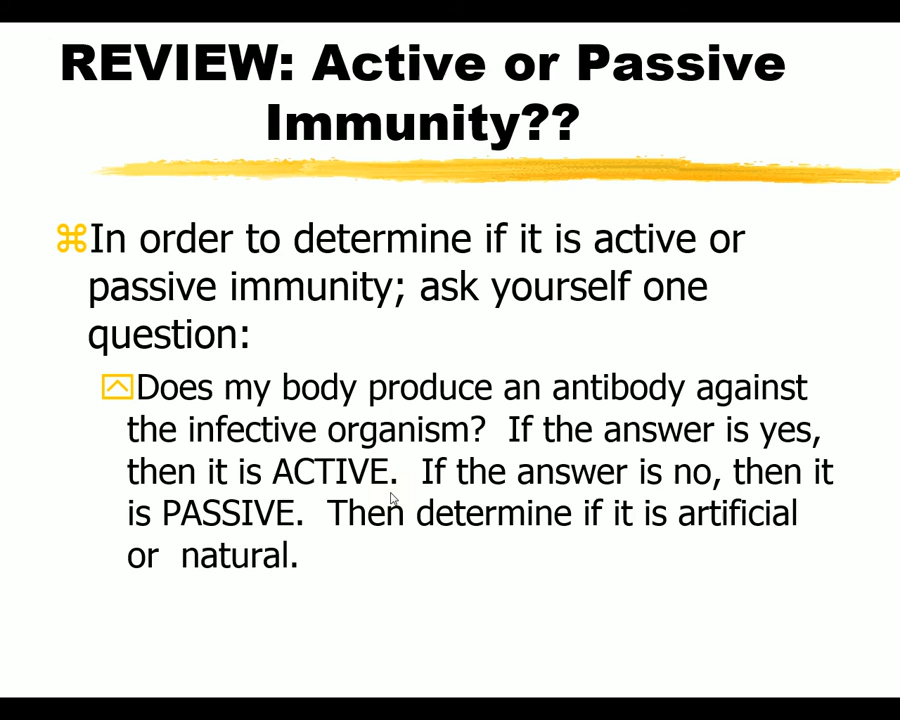 REVIEW: Active or Passive
Immunity??
⌘In order to determine if it is active or
passive immunity; ask yourself one
question:
Does my body produce an antibody against
the infective organism?  If the answer is yes,
then it is ACTIVE.  If the answer is no, then it
is PASSIVE.  Then determine if it is artificial
or  natural.